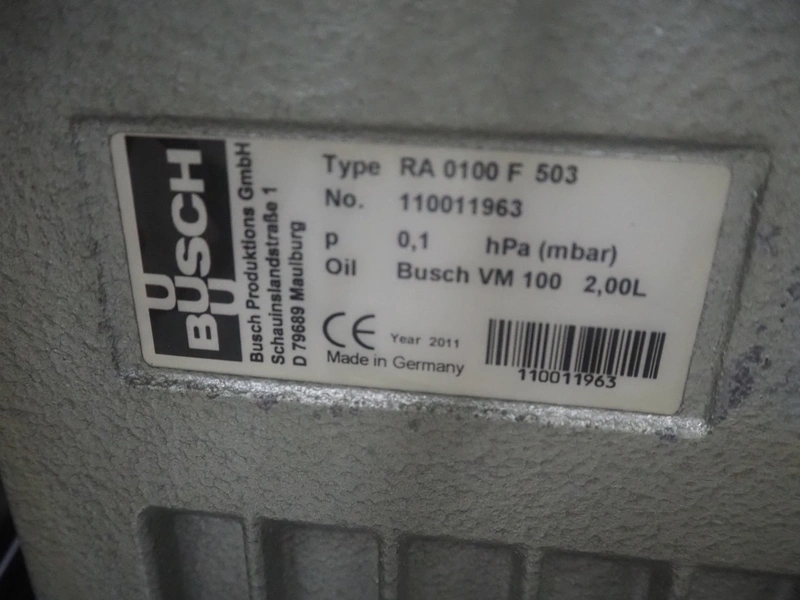 BUSCH
Busch Produktions GmbH
Schauinslandstraße 1
D 79689 Maulburg
Type RA 0100 F 503
No. 110011963
p 0,1 hPa (mbar)
Oil Busch VM 100 2,00L
CE Year 2011
Made in Germany
110011963